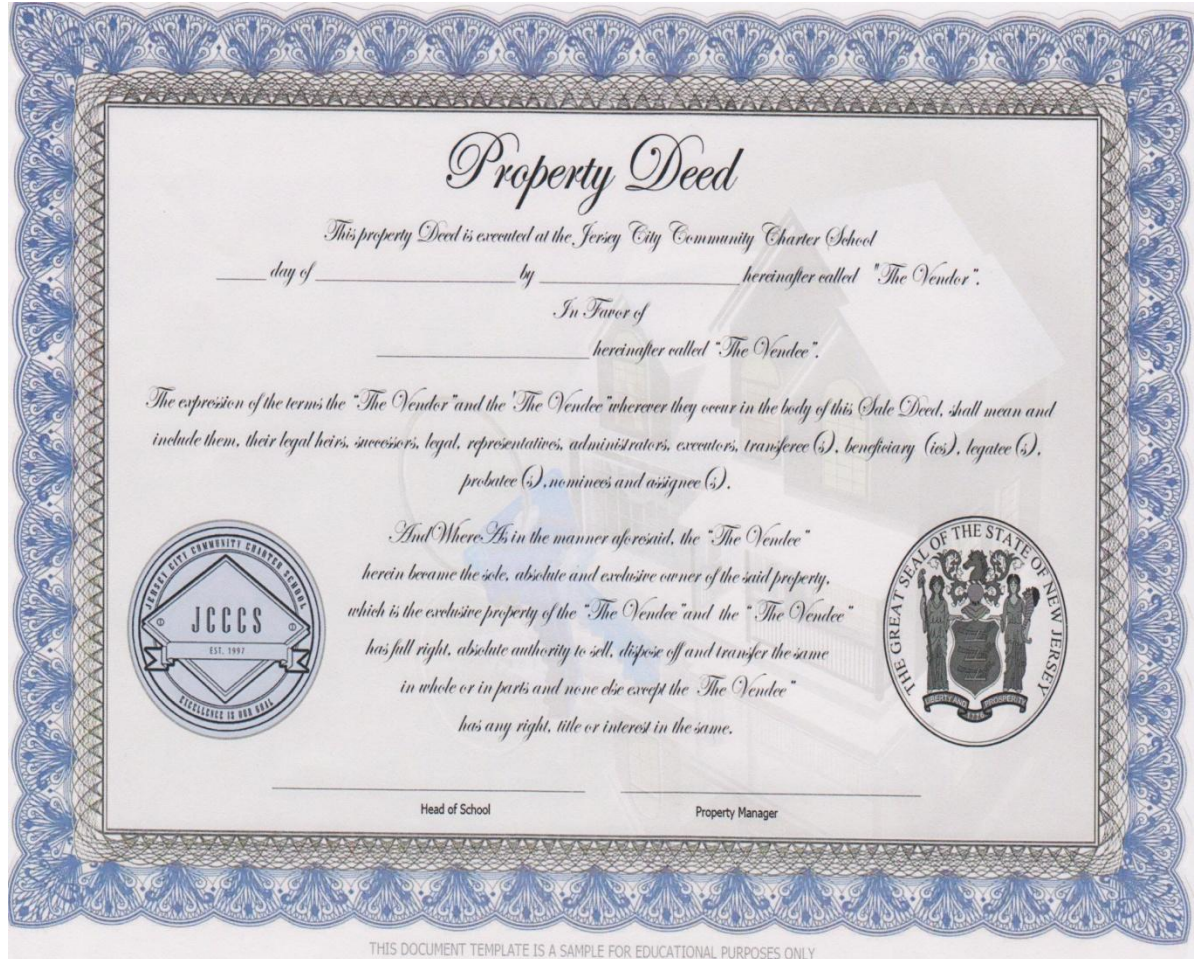 Property Deed
This property Deed is executed at the Jersey City Community Charter School
_____ day of _______________ by _______________ hereinafter called "The Vendor".
In Favor of
_______________ hereinafter called "The Vendee".
The expression of the terms the "The Vendor" and the 'The Vendee" wherever they occur in the body of this Sale Deed, shall mean and
include them, their legal heirs, successors, legal, representatives, administrators, executors, transferee (s), beneficiary (ies), legatee (s),
probatee (s), nominees and assignee (s).
And Where As in the manner aforesaid, the "The Vendee"
herein became the sole, absolute and exclusive owner of the said property,
which is the exclusive property of the "The Vendee" and the "The Vendee"
has full right, absolute authority to sell, dispose off and transfer the same
in whole or in parts and none else except the "The Vendee"
has any right, title or interest in the same.
JERSEY CITY COMMUNITY CHARTER SCHOOL
JCCCS
EST. 1997
EXCELLENCE IS OUR GOAL
THE GREAT SEAL OF THE STATE OF NEW JERSEY
LIBERTY AND PROSPERITY
1776
Head of School
Property Manager
THIS DOCUMENT TEMPLATE IS A SAMPLE FOR EDUCATIONAL PURPOSES ONLY